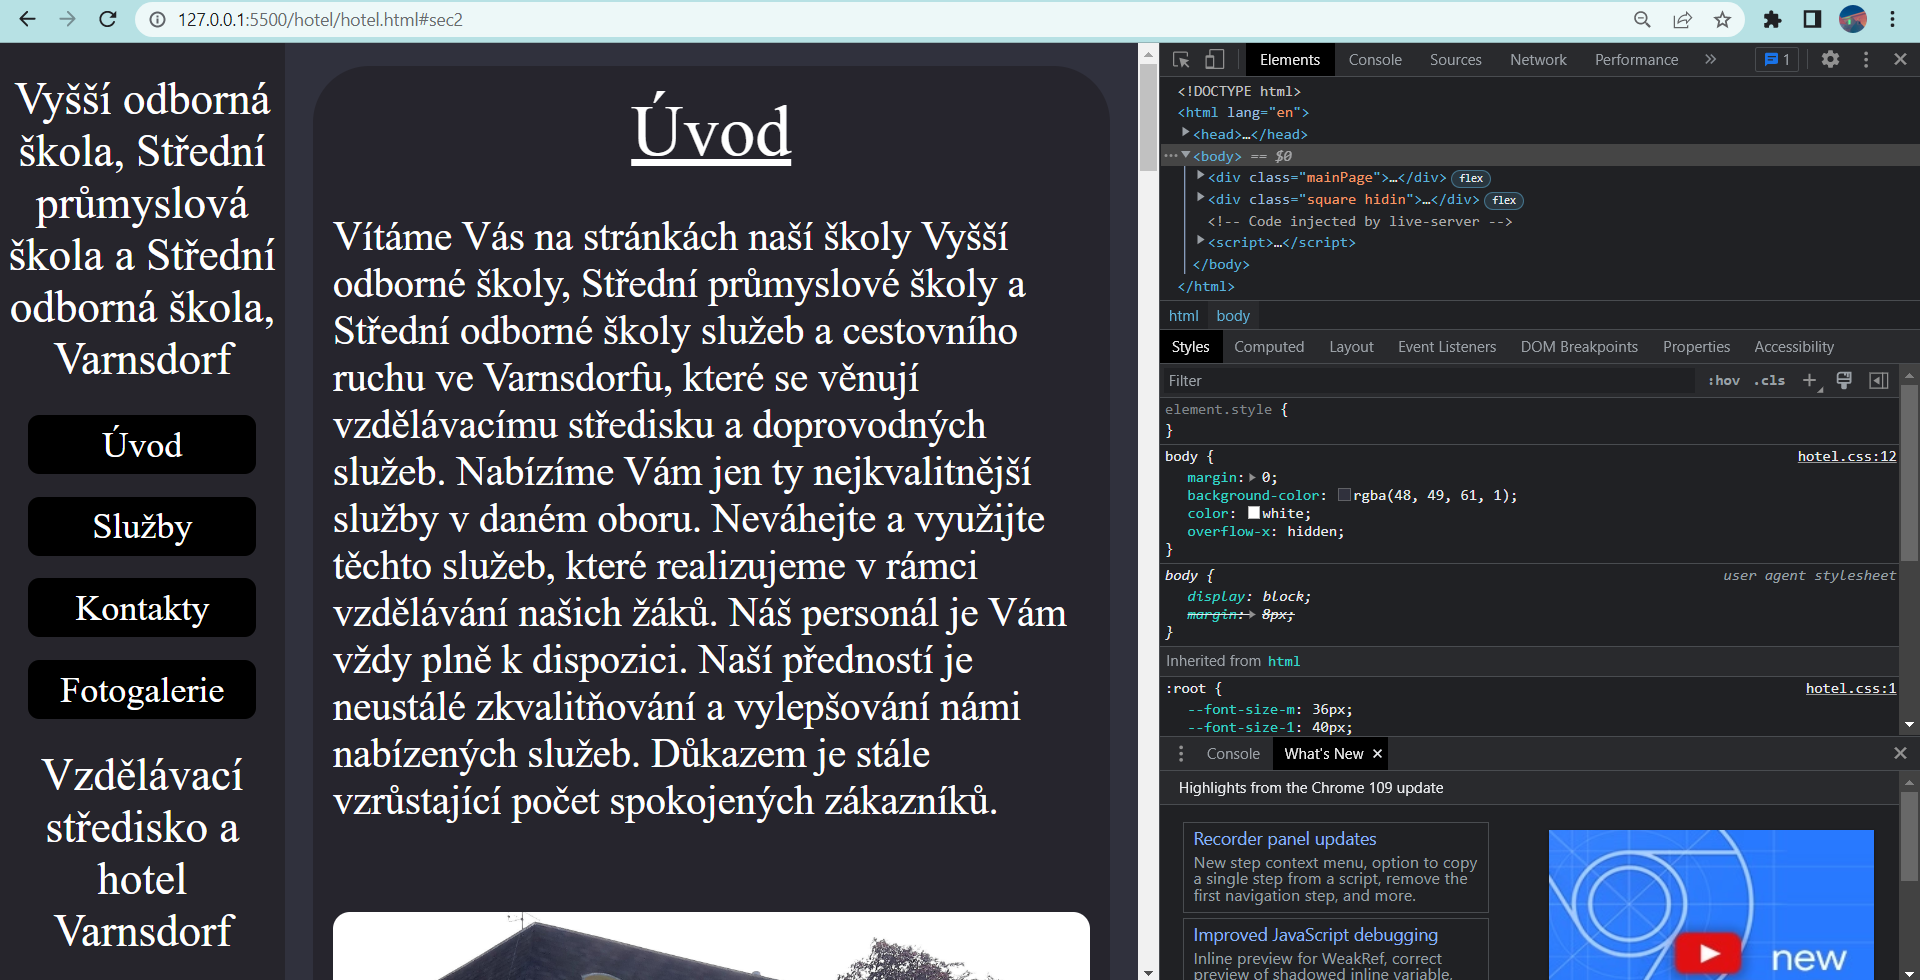 127.0.0.1:5500/hotel/hotel.html#sec2
Vyšší odborná
škola, Střední
průmyslová
škola a Střední
odborná škola,
Varnsdorf
Úvod
Služby
Kontakty
Fotogalerie
Vzdělávací
středisko a
hotel
Varnsdorf
Úvod
Vítáme Vás na stránkách naší školy Vyšší
odborné školy, Střední průmyslové školy a
Střední odborné školy služeb a cestovního
ruchu ve Varnsdorfu, které se věnují
vzdělávacímu středisku a doprovodných
služeb. Nabízíme Vám jen ty nejkvalitnější
služby v daném oboru. Neváhejte a využijte
těchto služeb, které realizujeme v rámci
vzdělávání našich žáků. Náš personál je Vám
vždy plně k dispozici. Naší předností je
neustálé zkvalitňování a vylepšování námi
nabízených služeb. Důkazem je stále
vzrůstající počet spokojených zákazníků.
Elements Console Sources Network Performance 1
<!DOCTYPE html>
<html lang="en">
<head>…</head>
<body> == $0
<div class="mainPage">…</div> flex
<div class="square hidin">…</div> flex
<!-- Code injected by live-server -->
<script>…</script>
</body>
</html>
html body
Styles Computed Layout Event Listeners DOM Breakpoints Properties Accessibility
Filter :hov .cls
element.style {
}
body { hotel.css:12
margin: 0;
background-color: rgba(48, 49, 61, 1);
color: white;
overflow-x: hidden;
}
body { user agent stylesheet
display: block;
margin: 8px;
}
Inherited from html
:root { hotel.css:1
--font-size-m: 36px;
--font-size-1: 40px;
Console What's New
Highlights from the Chrome 109 update
Recorder panel updates
New step context menu, option to copy
a single step from a script, remove the
first navigation step, and more.
Improved JavaScript debugging
Inline preview for WeakRef, correct
preview of shadowed inline variable,
new